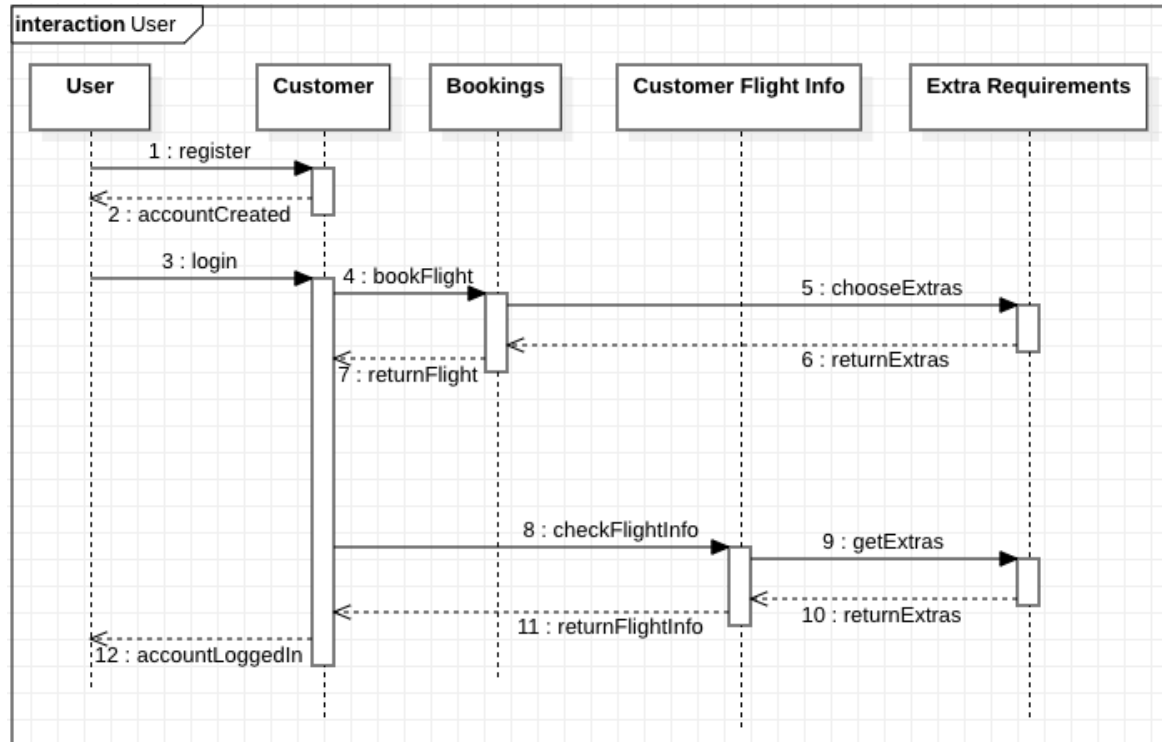 interaction User
User
Customer
Bookings
Customer Flight Info
Extra Requirements
1 : register
2 : accountCreated
3 : login
4 : bookFlight
5 : chooseExtras
6 : returnExtras
7 : returnFlight
8 : checkFlightInfo
9 : getExtras
10 : returnExtras
11 : returnFlightInfo
12 : accountLoggedIn